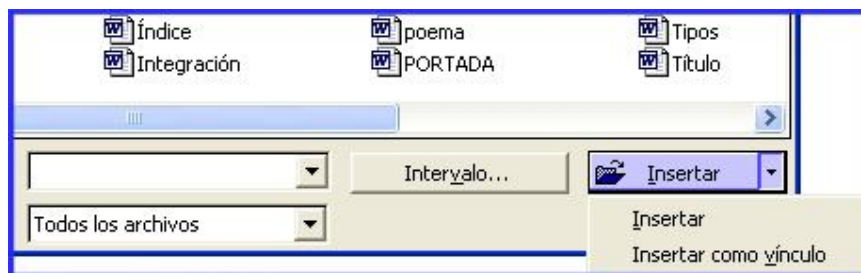 Índice poema Tipos
Integración PORTADA Título
Intervalo... Insertar
Todos los archivos
Insertar
Insertar como vínculo